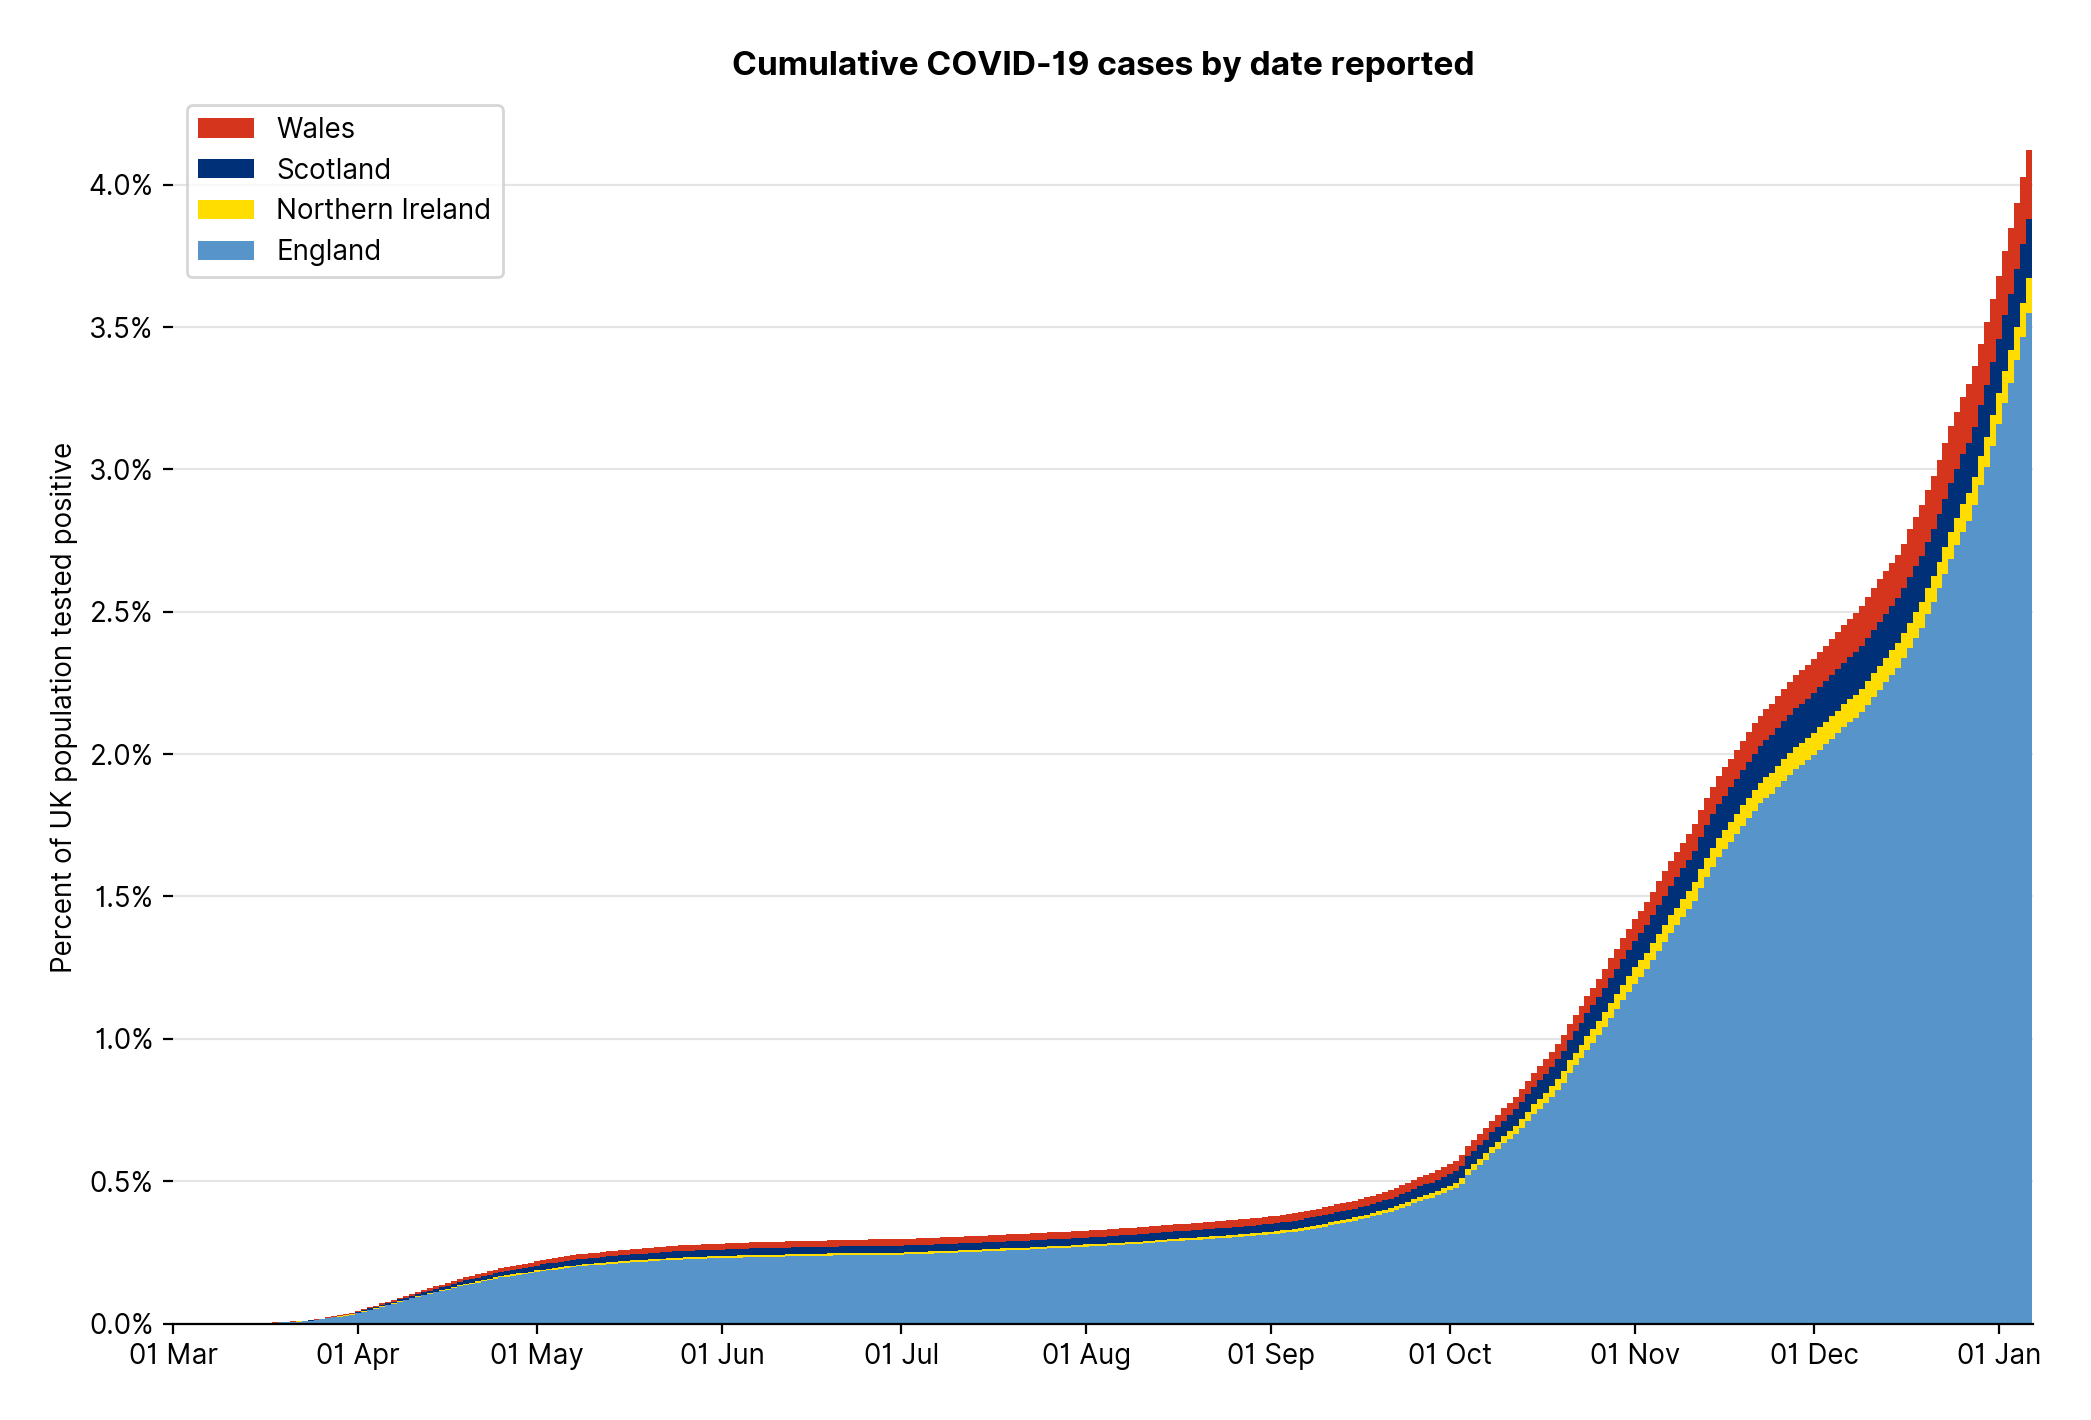 Cumulative COVID-19 cases by date reported
Wales
Scotland
Northern Ireland
England
Percent of UK population tested positive
4.0%
3.5%
3.0%
2.5%
2.0%
1.5%
1.0%
0.5%
0.0%
01 Mar 01 Apr 01 May 01 Jun 01 Jul 01 Aug 01 Sep 01 Oct 01 Nov 01 Dec 01 Jan